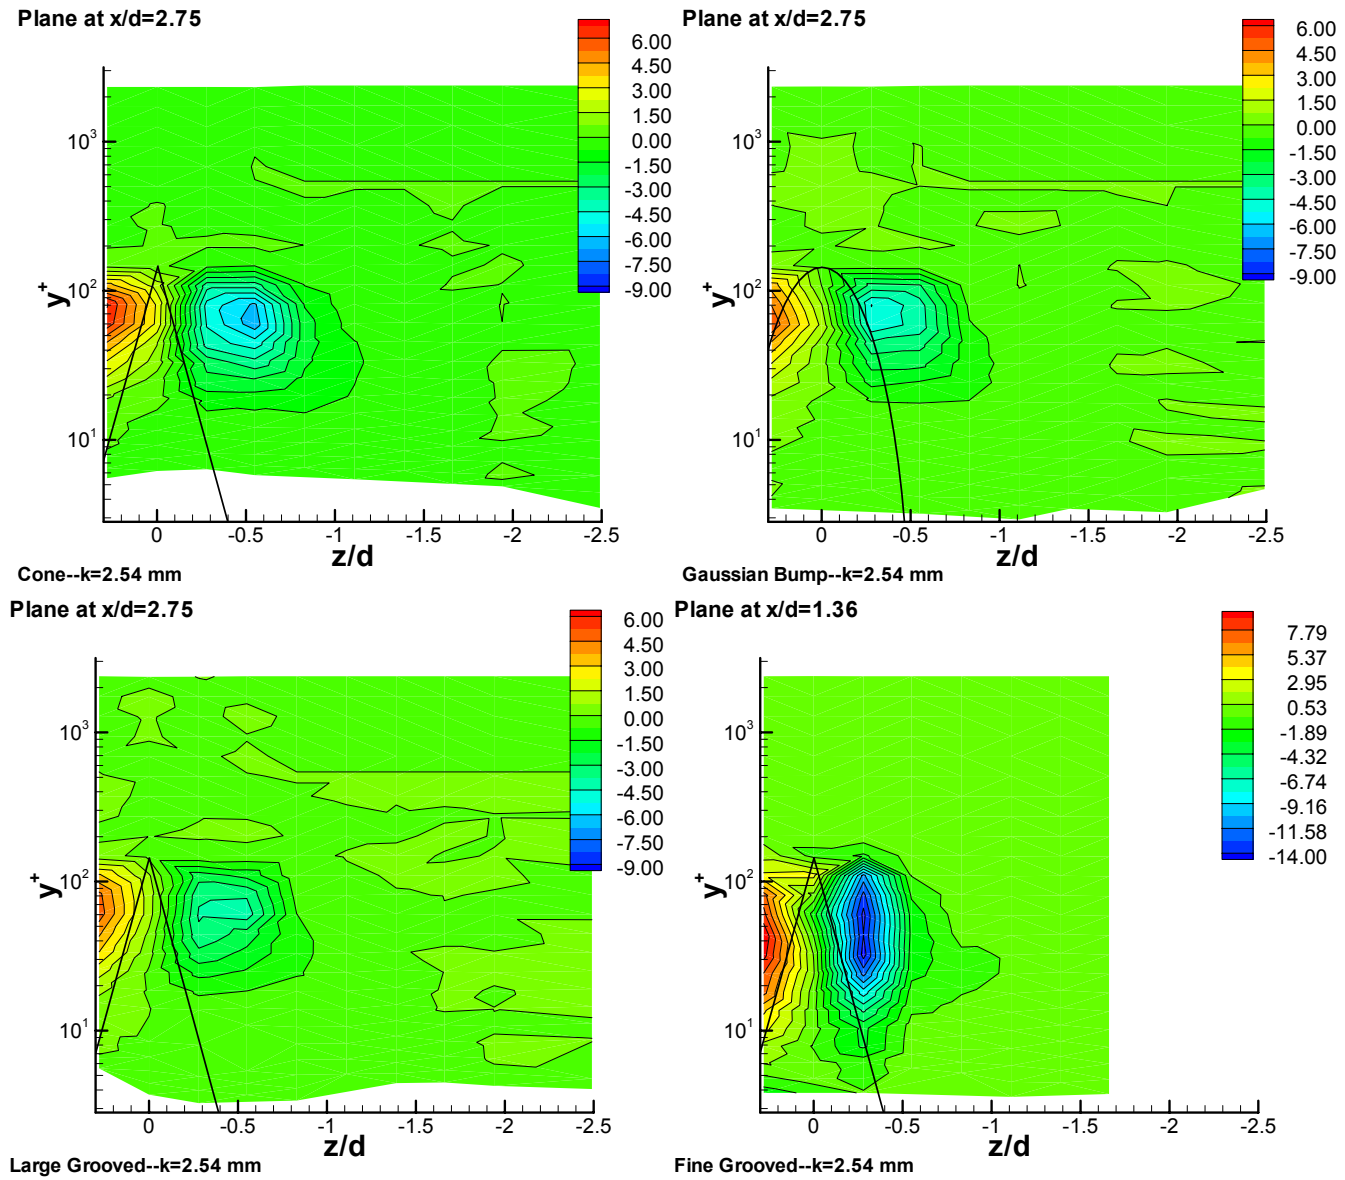 Plane at x/d=2.75
6.00
4.50
3.00
1.50
0.00
-1.50
-3.00
-4.50
-6.00
-7.50
-9.00
10³
10²
10¹
y⁺
0 -0.5 -1 -1.5 -2 -2.5
z/d
Cone--k=2.54 mm
Plane at x/d=2.75
6.00
4.50
3.00
1.50
0.00
-1.50
-3.00
-4.50
-6.00
-7.50
-9.00
10³
10²
10¹
y⁺
0 -0.5 -1 -1.5 -2 -2.5
z/d
Gaussian Bump--k=2.54 mm
Plane at x/d=2.75
6.00
4.50
3.00
1.50
0.00
-1.50
-3.00
-4.50
-6.00
-7.50
-9.00
10³
10²
10¹
y⁺
0 -0.5 -1 -1.5 -2 -2.5
z/d
Large Grooved--k=2.54 mm
Plane at x/d=1.36
7.79
5.37
2.95
0.53
-1.89
-4.32
-6.74
-9.16
-11.58
-14.00
10³
10²
10¹
y⁺
0 -0.5 -1 -1.5 -2 -2.5
z/d
Fine Grooved--k=2.54 mm